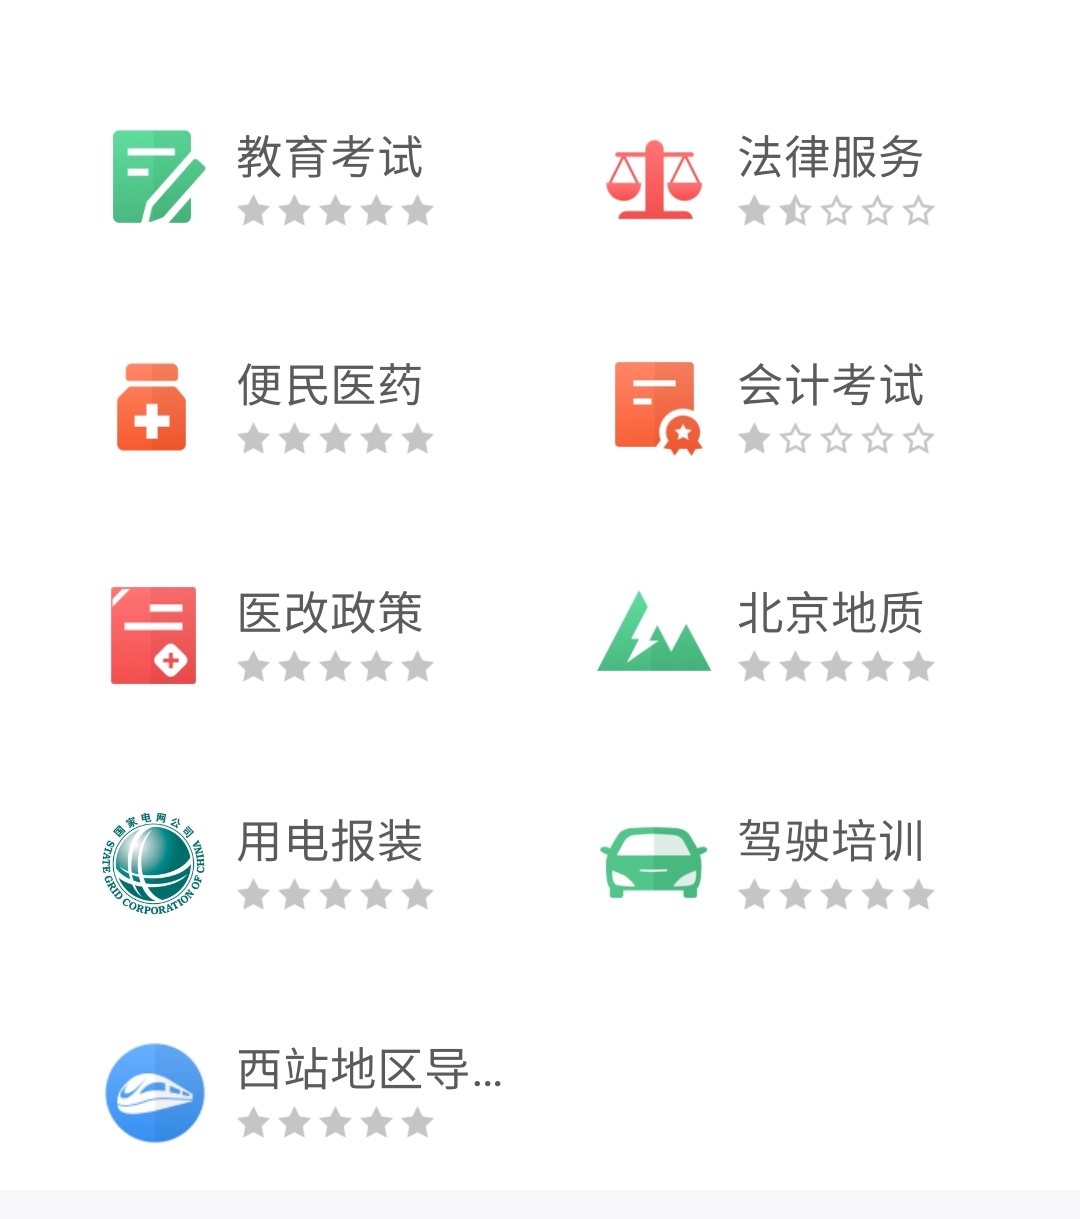 教育考试
法律服务
便民医药
会计考试
医改政策
北京地质
国家电网公司
STATE GRID CORPORATION OF CHINA
用电报装
驾驶培训
西站地区导...